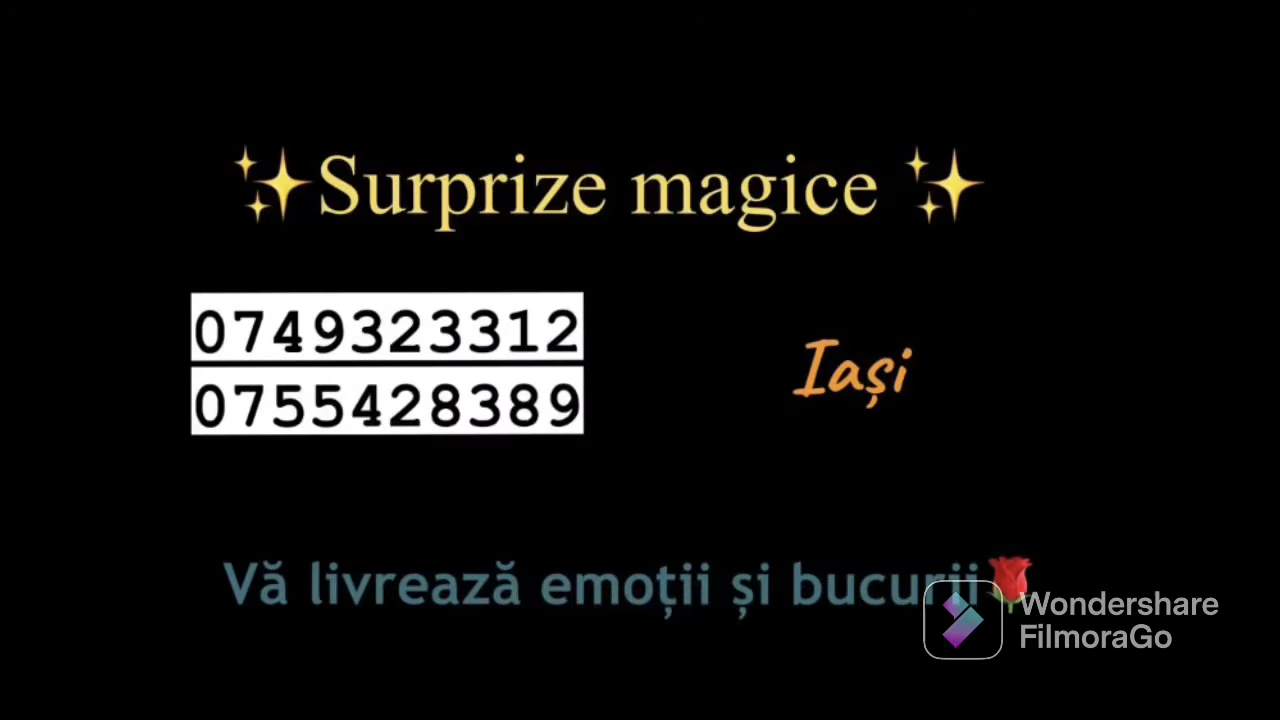 ✨Surprize magice ✨
0749323312
0755428389
Iași
Vă livrează emoții și bucurii🌹
Wondershare
FilmoraGo